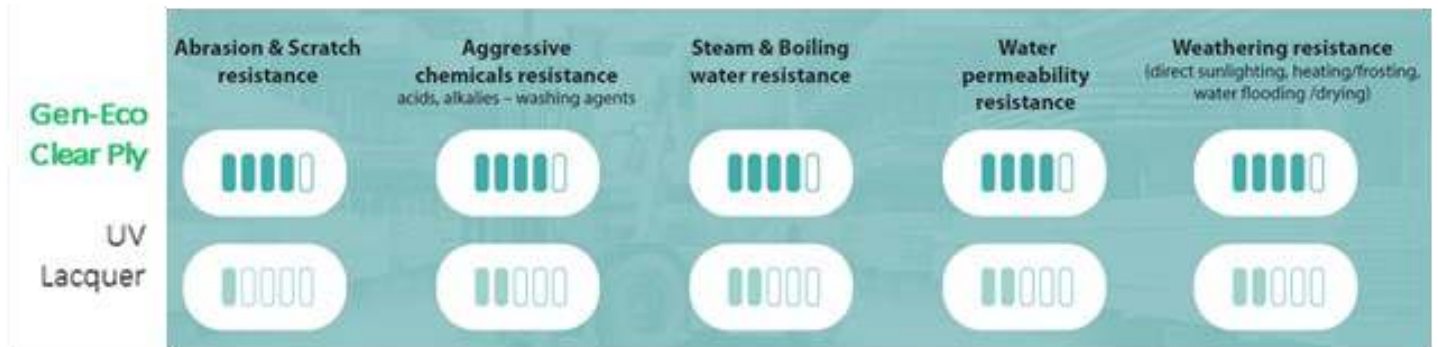 Abrasion & Scratch
resistance
Aggressive
chemicals resistance
acids, alkalies – washing agents
Steam & Boiling
water resistance
Water
permeability
resistance
Weathering resistance
(direct sunlighting, heating/frosting,
water flooding /drying)
Gen-Eco
Clear Ply
UV
Lacquer